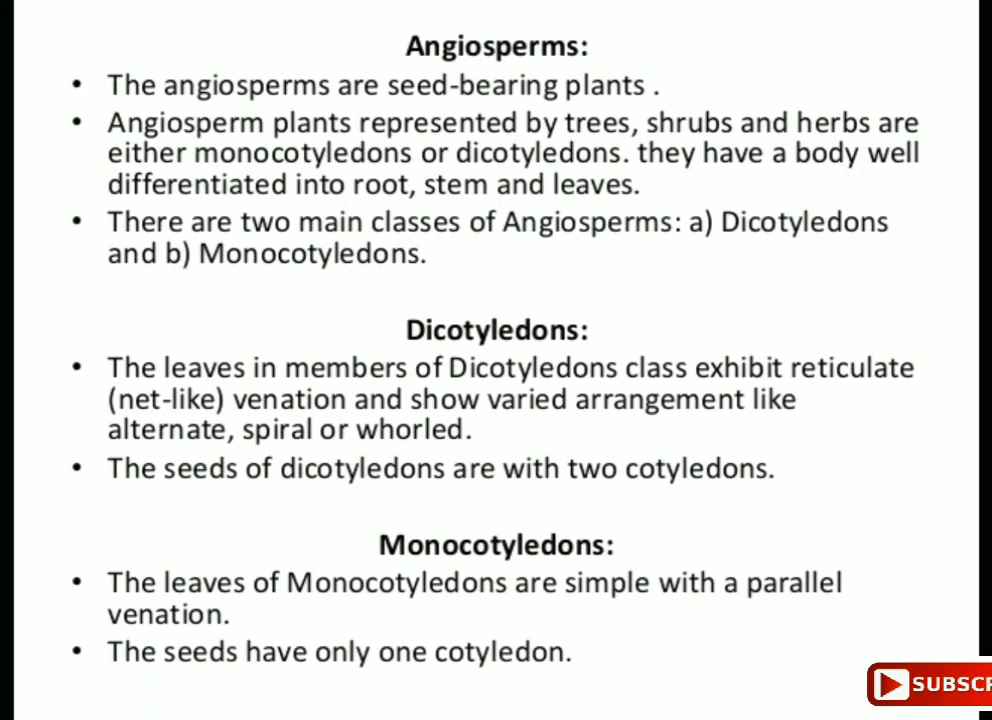 Angiosperms:
• The angiosperms are seed-bearing plants .
• Angiosperm plants represented by trees, shrubs and herbs are
either monocotyledons or dicotyledons. they have a body well
differentiated into root, stem and leaves.
• There are two main classes of Angiosperms: a) Dicotyledons
and b) Monocotyledons.
Dicotyledons:
• The leaves in members of Dicotyledons class exhibit reticulate
(net-like) venation and show varied arrangement like
alternate, spiral or whorled.
• The seeds of dicotyledons are with two cotyledons.
Monocotyledons:
• The leaves of Monocotyledons are simple with a parallel
venation.
• The seeds have only one cotyledon.
SUBSCR